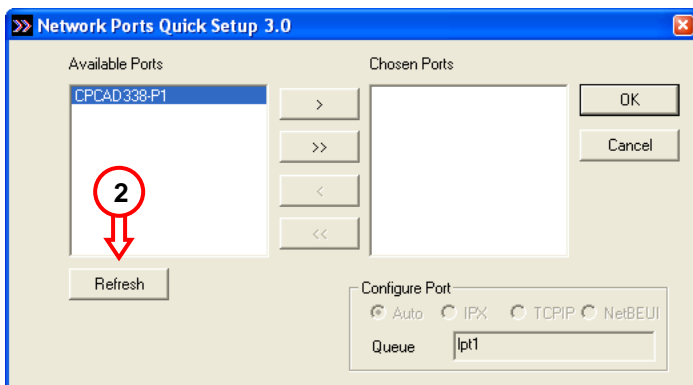 Network Ports Quick Setup 3.0
Available Ports
Chosen Ports
CPCAD338-P1
>
>>
<
<<
OK
Cancel
2
Refresh
Configure Port
Auto IPX TCPIP NetBEUI
Queue lpt1